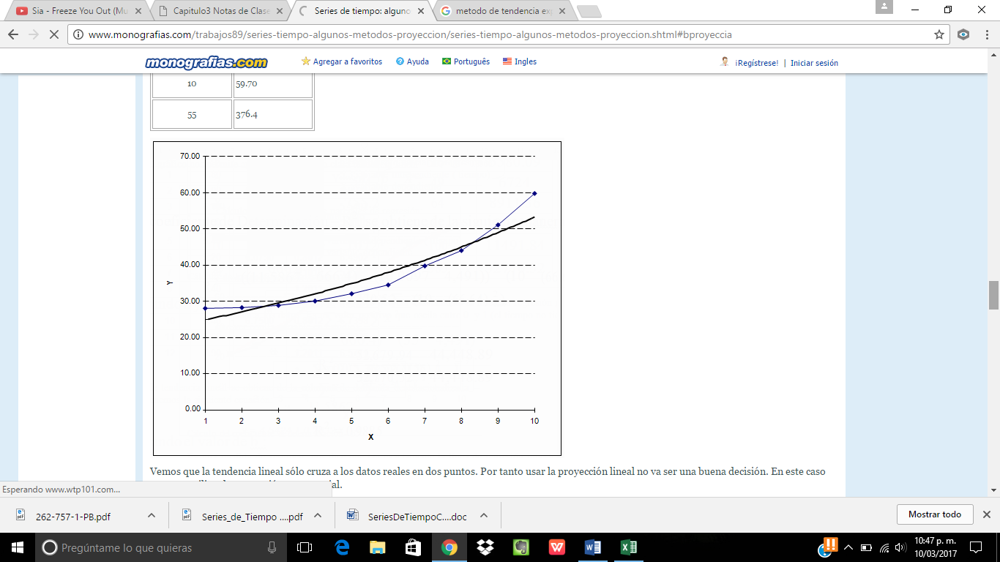 Sia - Freeze You Out (Mu
Capitulo3 Notas de Clase
Series de tiempo: alguno
metodo de tendencia exp
www.monografias.com/trabajos89/series-tiempo-algunos-metodos-proyeccion/series-tiempo-algunos-metodos-proyeccion.shtml#bproyeccia
monografias.com
Agregar a favoritos Ayuda Português Ingles
¡Regístrese! | Iniciar sesión
10 59.70
55 376.4
70.00
60.00
50.00
40.00
Y
30.00
20.00
10.00
0.00
1 2 3 4 5 6 7 8 9 10
X
Vemos que la tendencia lineal sólo cruza a los datos reales en dos puntos. Por tanto usar la proyección lineal no va ser una buena decisión. En este caso
Esperando www.wtp101.com...
262-757-1-PB.pdf
Series_de_Tiempo ....pdf
SeriesDeTiempoC....doc
Mostrar todo
Pregúntame lo que quieras
10:47 p. m.
10/03/2017